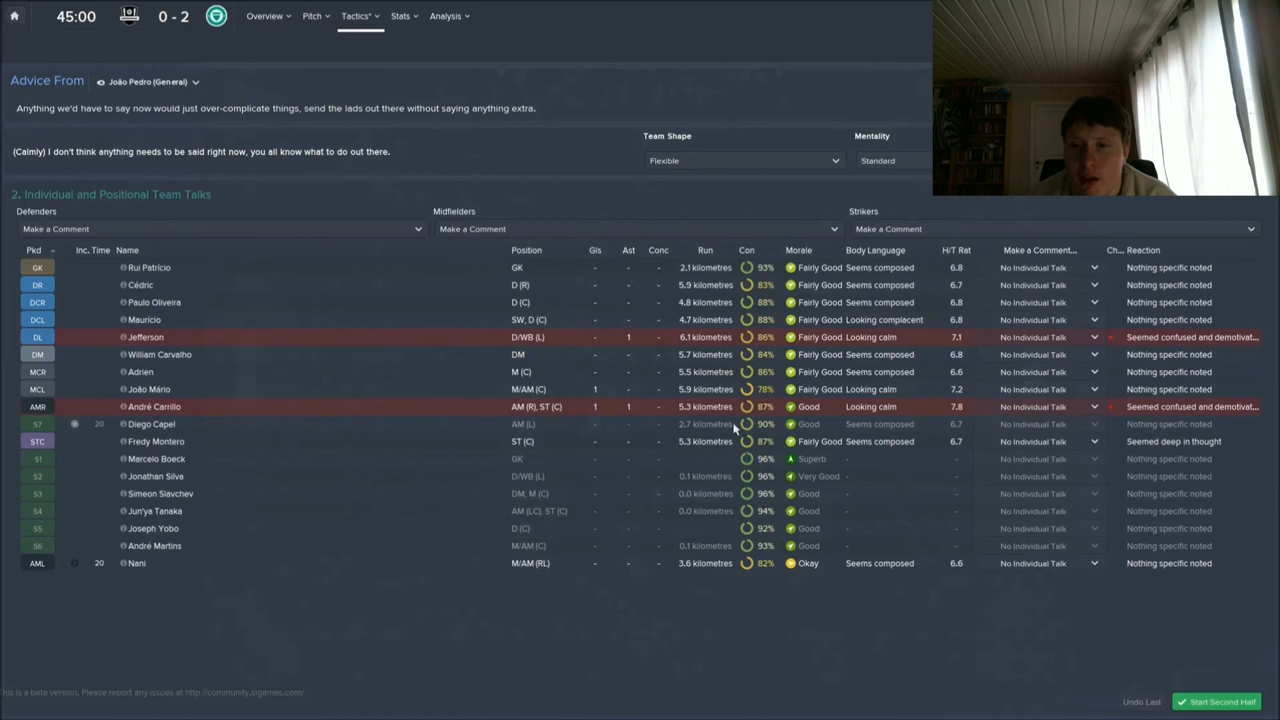 45:00 0 - 2 Overview Pitch Tactics* Stats Analysis
Advice From João Pedro (General)
Anything we'd have to say now would just over-complicate things, send the lads out there without saying anything extra.
Team Shape Mentality
(Calmly) I don't think anything needs to be said right now, you all know what to do out there.
Flexible Standard
2. Individual and Positional Team Talks
Defenders Midfielders Strikers
Make a Comment Make a Comment Make a Comment
Pkd Inc. Time Name Position Gls Ast Conc Run Con Morale Body Language H/T Rat Make a Comment... Ch... Reaction
GK Rui Patrício GK - - - 2.1 kilometres 93% Fairly Good Seems composed 6.8 No Individual Talk Nothing specific noted
DR Cédric D (R) - - - 5.9 kilometres 83% Fairly Good Seems composed 6.7 No Individual Talk Nothing specific noted
DCR Paulo Oliveira D (C) - - - 4.8 kilometres 88% Fairly Good Seems composed 6.8 No Individual Talk Nothing specific noted
DCL Maurício SW, D (C) - - - 4.7 kilometres 88% Fairly Good Looking complacent 6.8 No Individual Talk Nothing specific noted
DL Jefferson D/WB (L) - 1 - 6.1 kilometres 86% Fairly Good Looking calm 7.1 No Individual Talk Seemed confused and demotivat...
DM William Carvalho DM - - - 5.7 kilometres 84% Fairly Good Seems composed 6.8 No Individual Talk Nothing specific noted
MCR Adrien M (C) - - - 5.5 kilometres 86% Fairly Good Seems composed 6.6 No Individual Talk Nothing specific noted
MCL João Mário M/AM (C) 1 - - 5.9 kilometres 78% Fairly Good Looking calm 7.2 No Individual Talk Nothing specific noted
AMR André Carrillo AM (R), ST (C) 1 1 - 5.3 kilometres 87% Good Looking calm 7.8 No Individual Talk Seemed confused and demotivat...
S7 20 Diego Capel AM (L) - - - 2.7 kilometres 90% Good Seems composed 6.7 No Individual Talk Nothing specific noted
STC Fredy Montero ST (C) - - - 5.3 kilometres 87% Fairly Good Seems composed 6.7 No Individual Talk Seemed deep in thought
S1 Marcelo Boeck GK - - - 96% Superb - - No Individual Talk Nothing specific noted
S2 Jonathan Silva D/WB (L) - - - 0.1 kilometres 96% Very Good - - No Individual Talk Nothing specific noted
S3 Simeon Slavchev DM, M (C) - - - 0.0 kilometres 96% Good - - No Individual Talk Nothing specific noted
S4 Jun'ya Tanaka AM (LC), ST (C) - - - 0.0 kilometres 94% Good - - No Individual Talk Nothing specific noted
S5 Joseph Yobo D (C) - - - 92% Good - - No Individual Talk Nothing specific noted
S6 André Martins M/AM (C) - - - 0.1 kilometres 93% Good - - No Individual Talk Nothing specific noted
AML 20 Nani M/AM (RL) - - - 3.6 kilometres 82% Okay Seems composed 6.6 No Individual Talk Nothing specific noted
This is a beta version. Please report any issues at http://community.sigames.com/
Undo Last Start Second Half